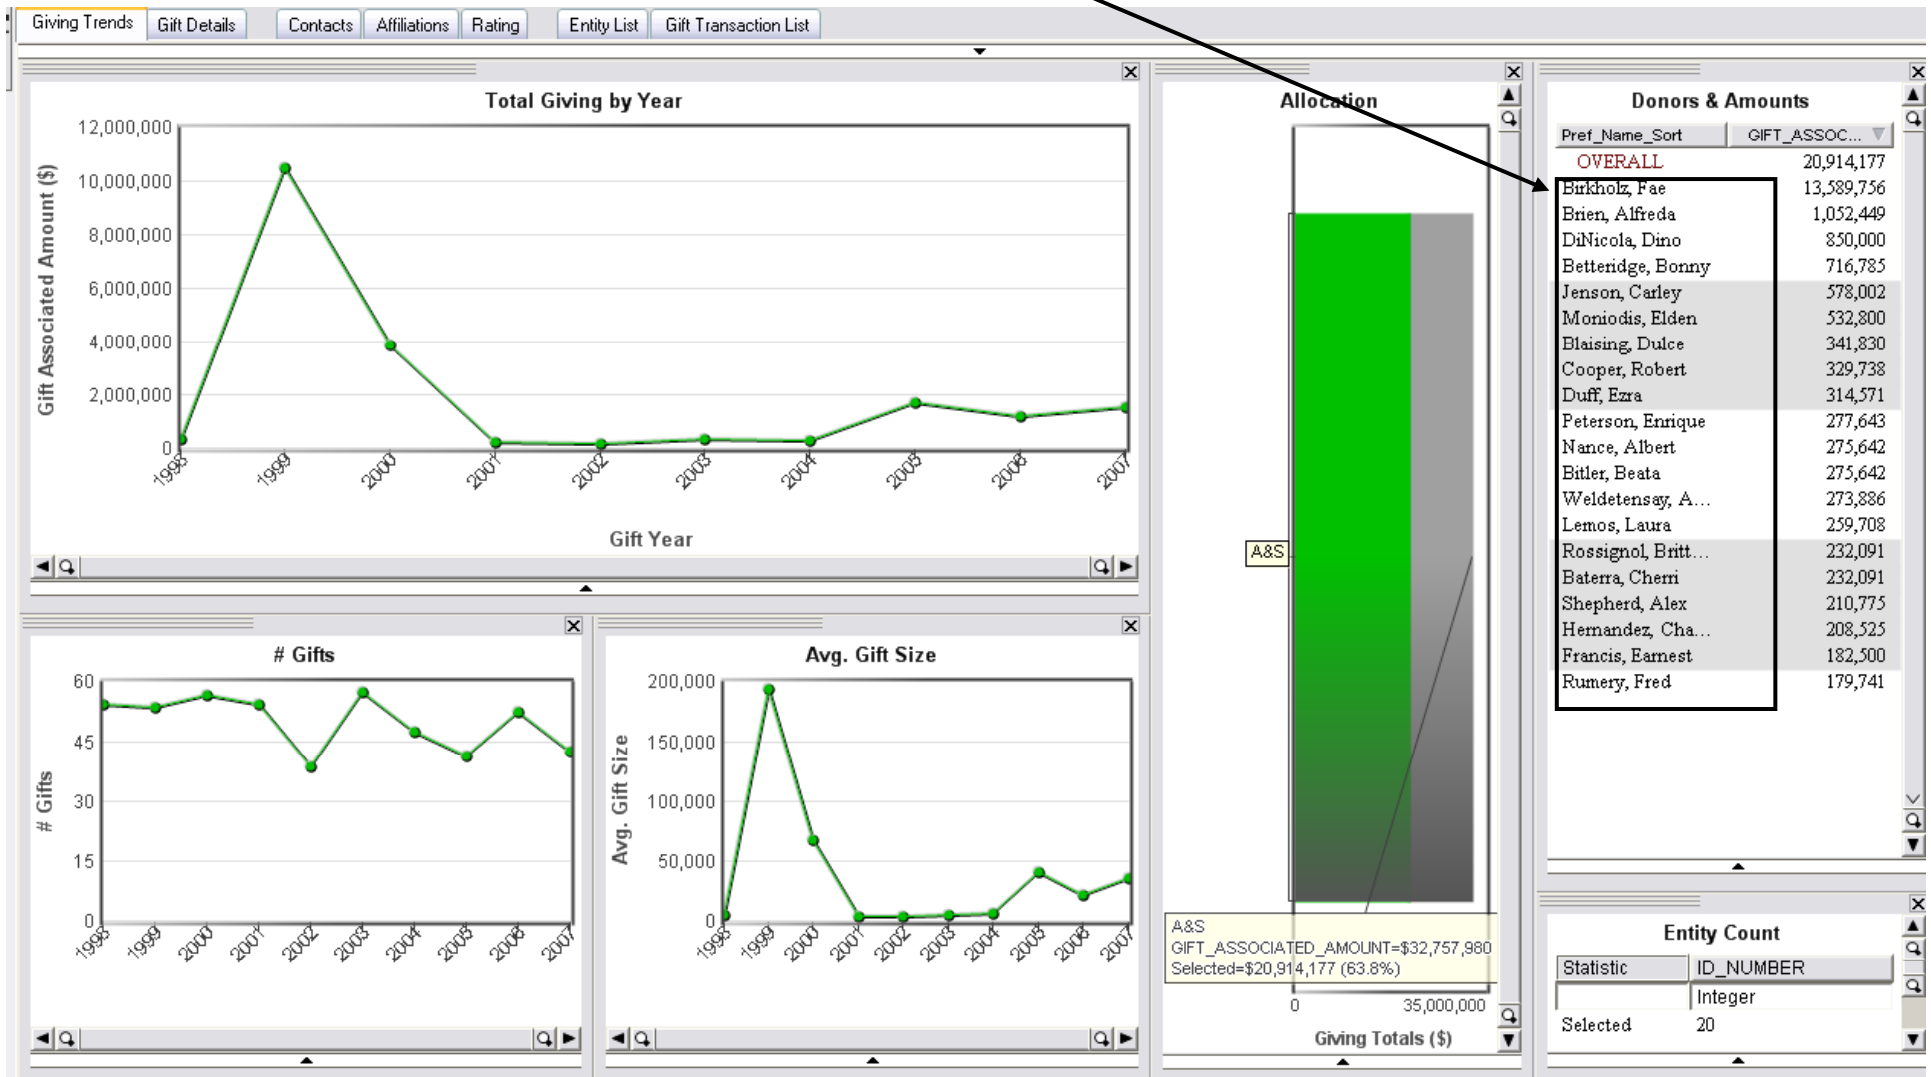 Giving Trends Gift Details Contacts Affiliations Rating Entity List Gift Transaction List
Total Giving by Year
12,000,000
10,000,000
8,000,000
6,000,000
4,000,000
2,000,000
0
Gift Associated Amount ($)
1998 1999 2000 2001 2002 2003 2004 2005 2006 2007
Gift Year
# Gifts
60
45
30
15
0
# Gifts
1998 1999 2000 2001 2002 2003 2004 2005 2006 2007
Avg. Gift Size
200,000
150,000
100,000
50,000
0
Avg. Gift Size
1998 1999 2000 2001 2002 2003 2004 2005 2006 2007
Allocation
A&S
A&S
GIFT_ASSOCIATED_AMOUNT=$32,757,980
Selected=$20,914,177 (63.8%)
0 35,000,000
Giving Totals ($)
Donors & Amounts
Pref_Name_Sort GIFT_ASSOC...
OVERALL 20,914,177
Birkholz, Fae 13,589,756
Brien, Alfreda 1,052,449
DiNicola, Dino 850,000
Betteridge, Bonny 716,785
Jenson, Carley 578,002
Moniodis, Elden 532,800
Blaising, Dulce 341,830
Cooper, Robert 329,738
Duff, Ezra 314,571
Peterson, Enrique 277,643
Nance, Albert 275,642
Bitler, Beata 275,642
Weldetensay, A... 273,886
Lemos, Laura 259,708
Rossignol, Britt... 232,091
Baterra, Cherri 232,091
Shepherd, Alex 210,775
Hernandez, Cha... 208,525
Francis, Earnest 182,500
Rumery, Fred 179,741
Entity Count
Statistic ID_NUMBER
Integer
Selected 20